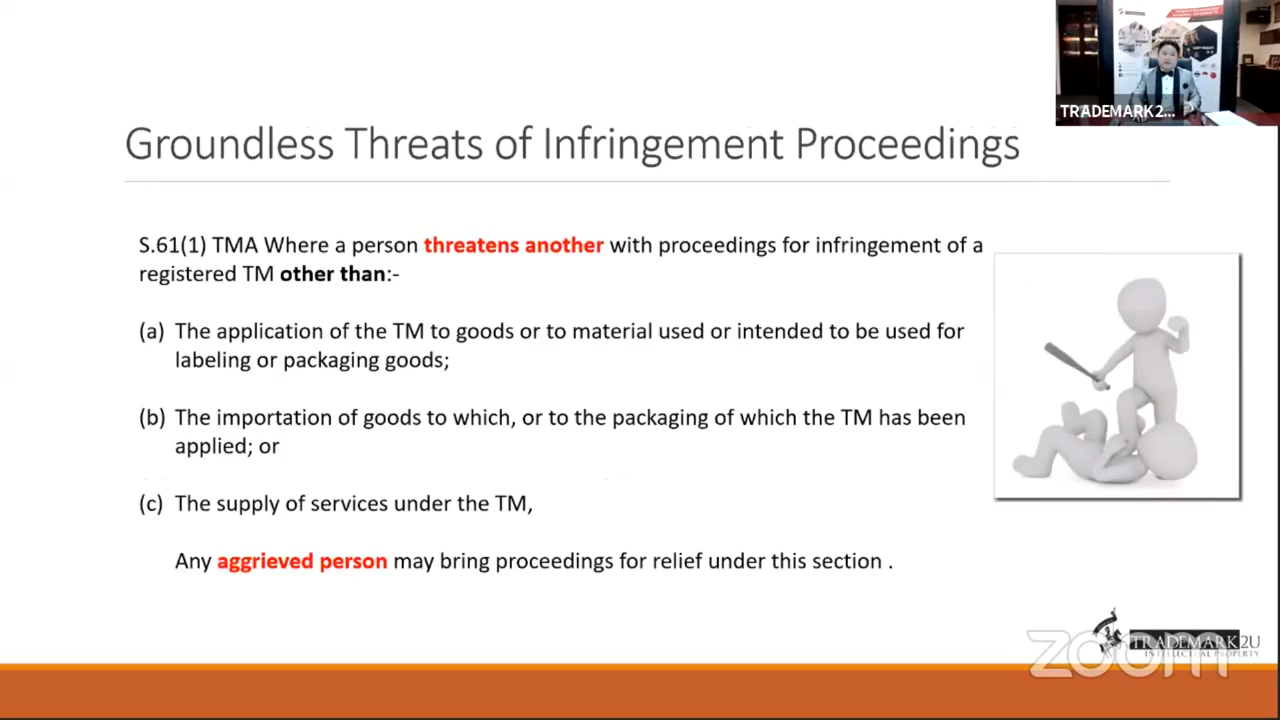 TRADEMARK2...
Groundless Threats of Infringement Proceedings
S.61(1) TMA Where a person threatens another with proceedings for infringement of a
registered TM other than:-
(a) The application of the TM to goods or to material used or intended to be used for
labeling or packaging goods;
(b) The importation of goods to which, or to the packaging of which the TM has been
applied; or
(c) The supply of services under the TM,
Any aggrieved person may bring proceedings for relief under this section .
TRADEMARK2U
INTELLECTUAL PROPERTY
zoom